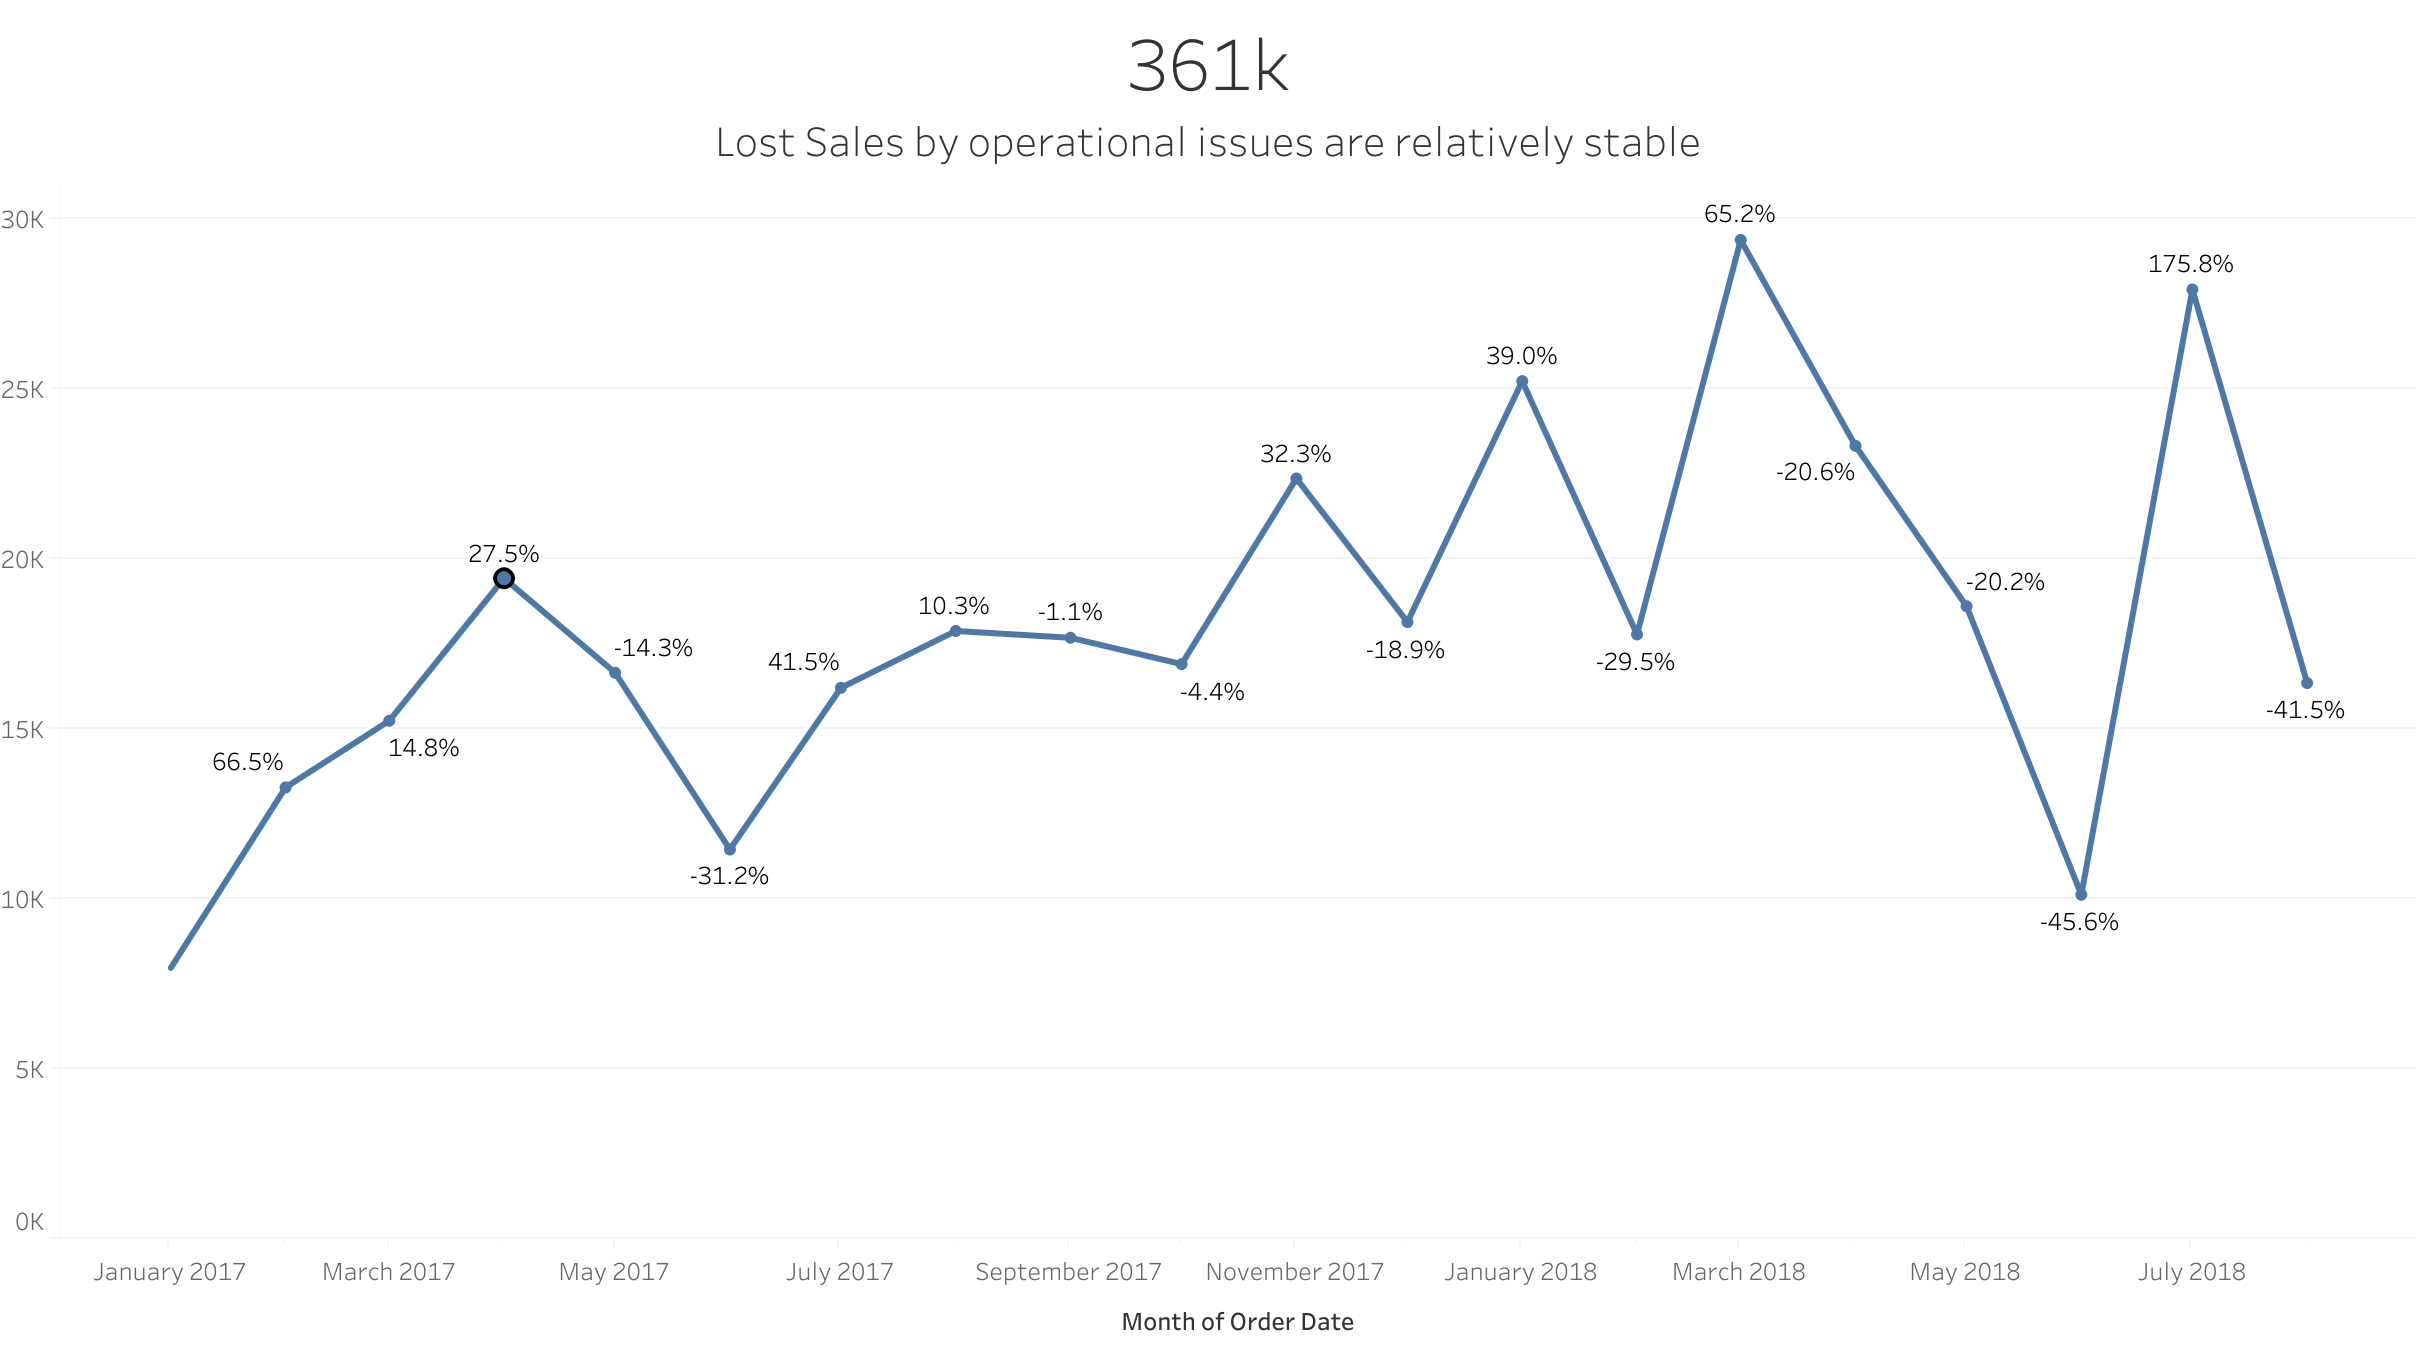 361k
Lost Sales by operational issues are relatively stable
30K
25K
20K
15K
10K
5K
0K
66.5%
14.8%
27.5%
-14.3%
-31.2%
41.5%
10.3%
-1.1%
-4.4%
32.3%
-18.9%
39.0%
-29.5%
65.2%
-20.6%
-20.2%
-45.6%
175.8%
-41.5%
January 2017
March 2017
May 2017
July 2017
September 2017
November 2017
January 2018
March 2018
May 2018
July 2018
Month of Order Date